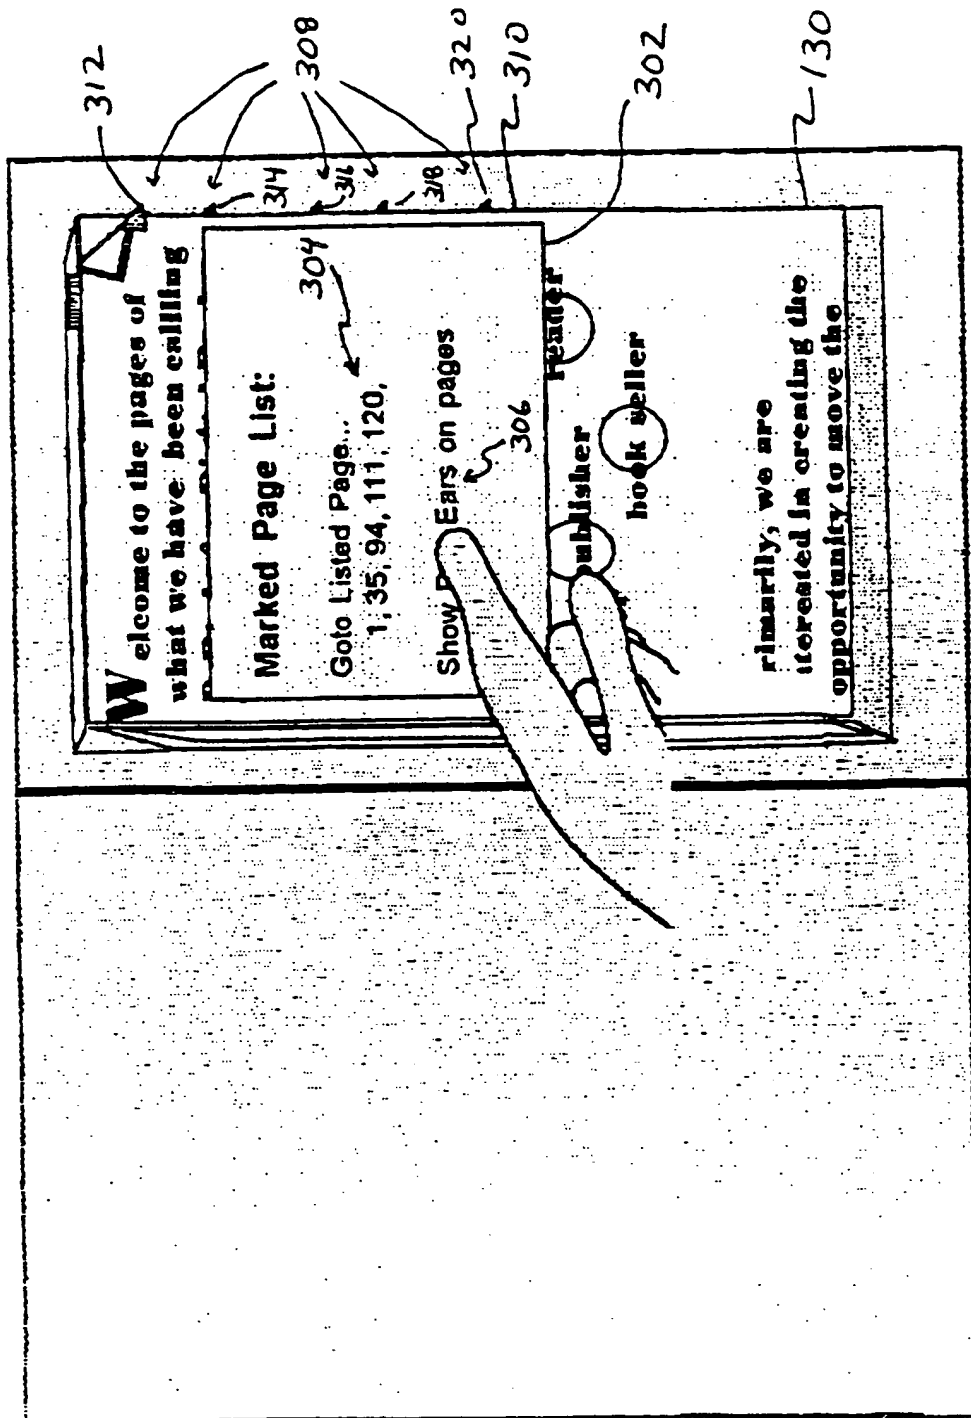 312
308
320
310
302
130
314
316
318
W elcome to the pages of
what we have been calling
Marked Page List:
304
Goto Listed Page...
1, 35, 94, 111, 120,
Show Ears on pages
306
reader
publisher
book seller
rimarily, we are
terested in creating the
opportunity to move the